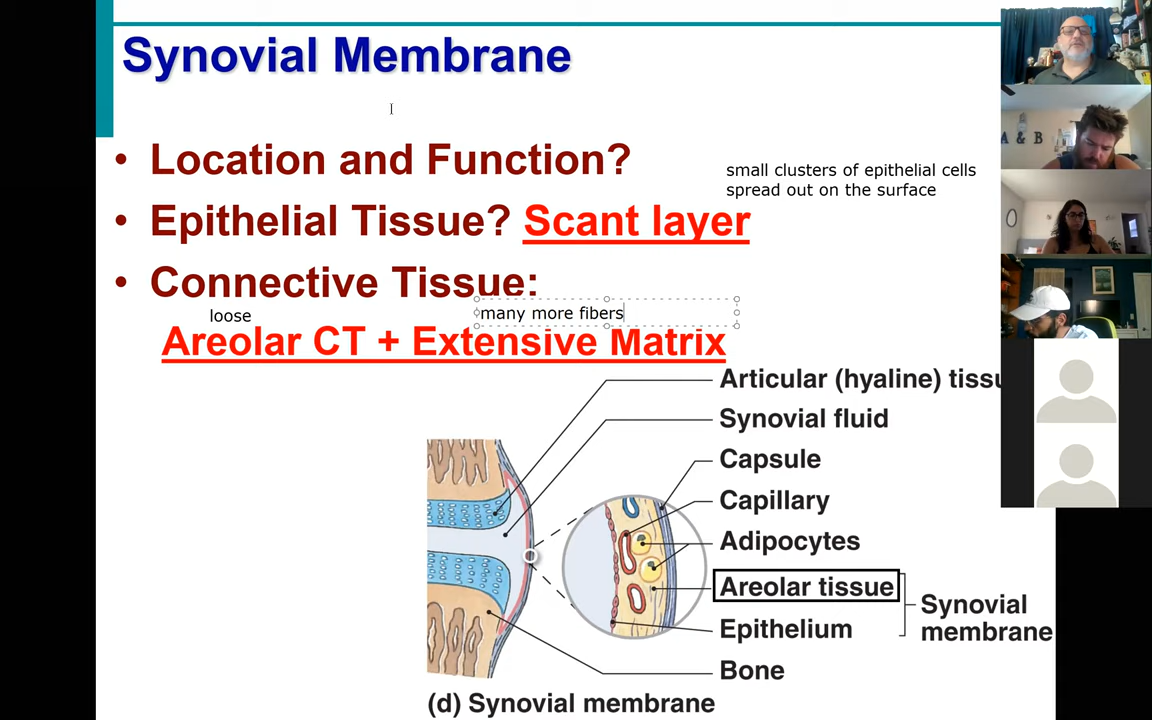 Synovial Membrane
• Location and Function?
small clusters of epithelial cells
spread out on the surface
• Epithelial Tissue? Scant layer
• Connective Tissue:
loose
many more fibers
Areolar CT + Extensive Matrix
Articular (hyaline) tissu
Synovial fluid
Capsule
Capillary
Adipocytes
Areolar tissue
Synovial
membrane
Epithelium
Bone
(d) Synovial membrane
A & B